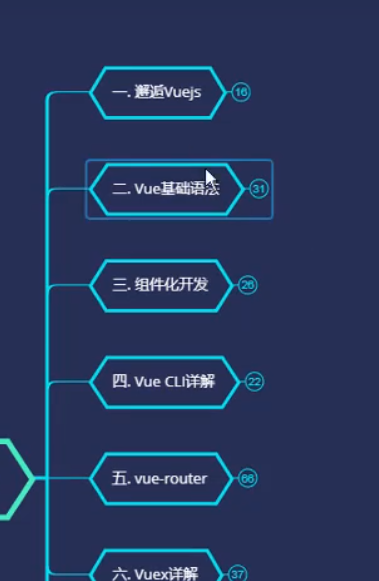 一. 邂逅Vuejs 16
二. Vue基础语法 31
三. 组件化开发 26
四. Vue CLI详解 22
五. vue-router 66
六. Vuex详解 37